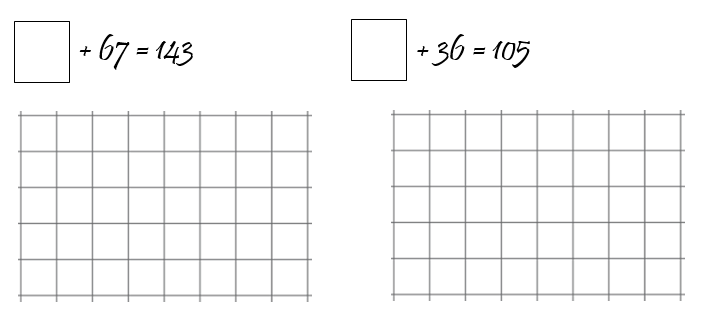 + 67 = 143
+ 36 = 105